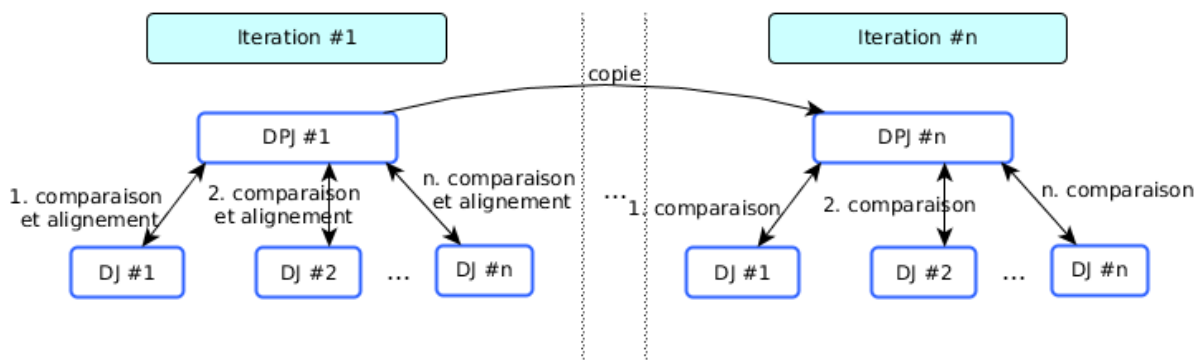 Iteration #1
Iteration #n
copie
DPJ #1
DPJ #n
1. comparaison
et alignement
2. comparaison
et alignement
n. comparaison
et alignement
...
1. comparaison
2. comparaison
n. comparaison
DJ #1
DJ #2
...
DJ #n
DJ #1
DJ #2
...
DJ #n